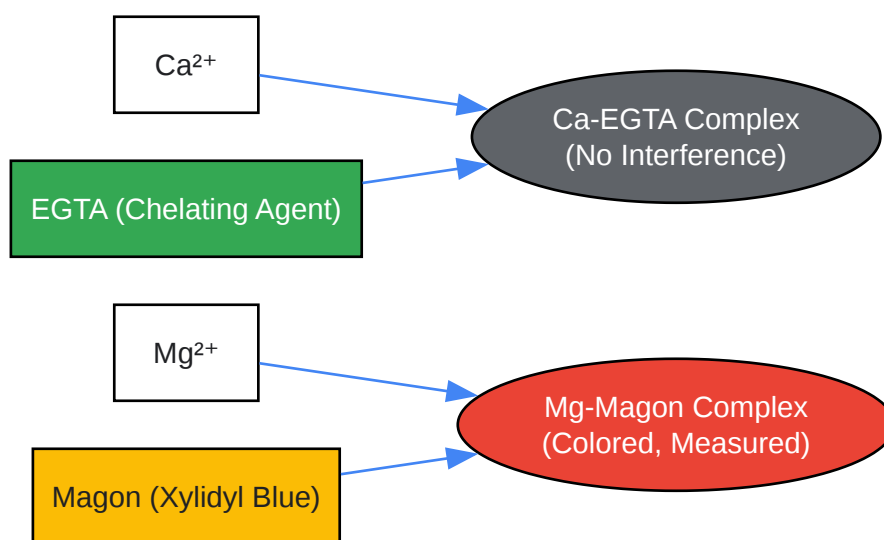 Ca²⁺
Ca-EGTA Complex
(No Interference)
EGTA (Chelating Agent)
Mg²⁺
Mg-Magon Complex
(Colored, Measured)
Magon (Xylidyl Blue)